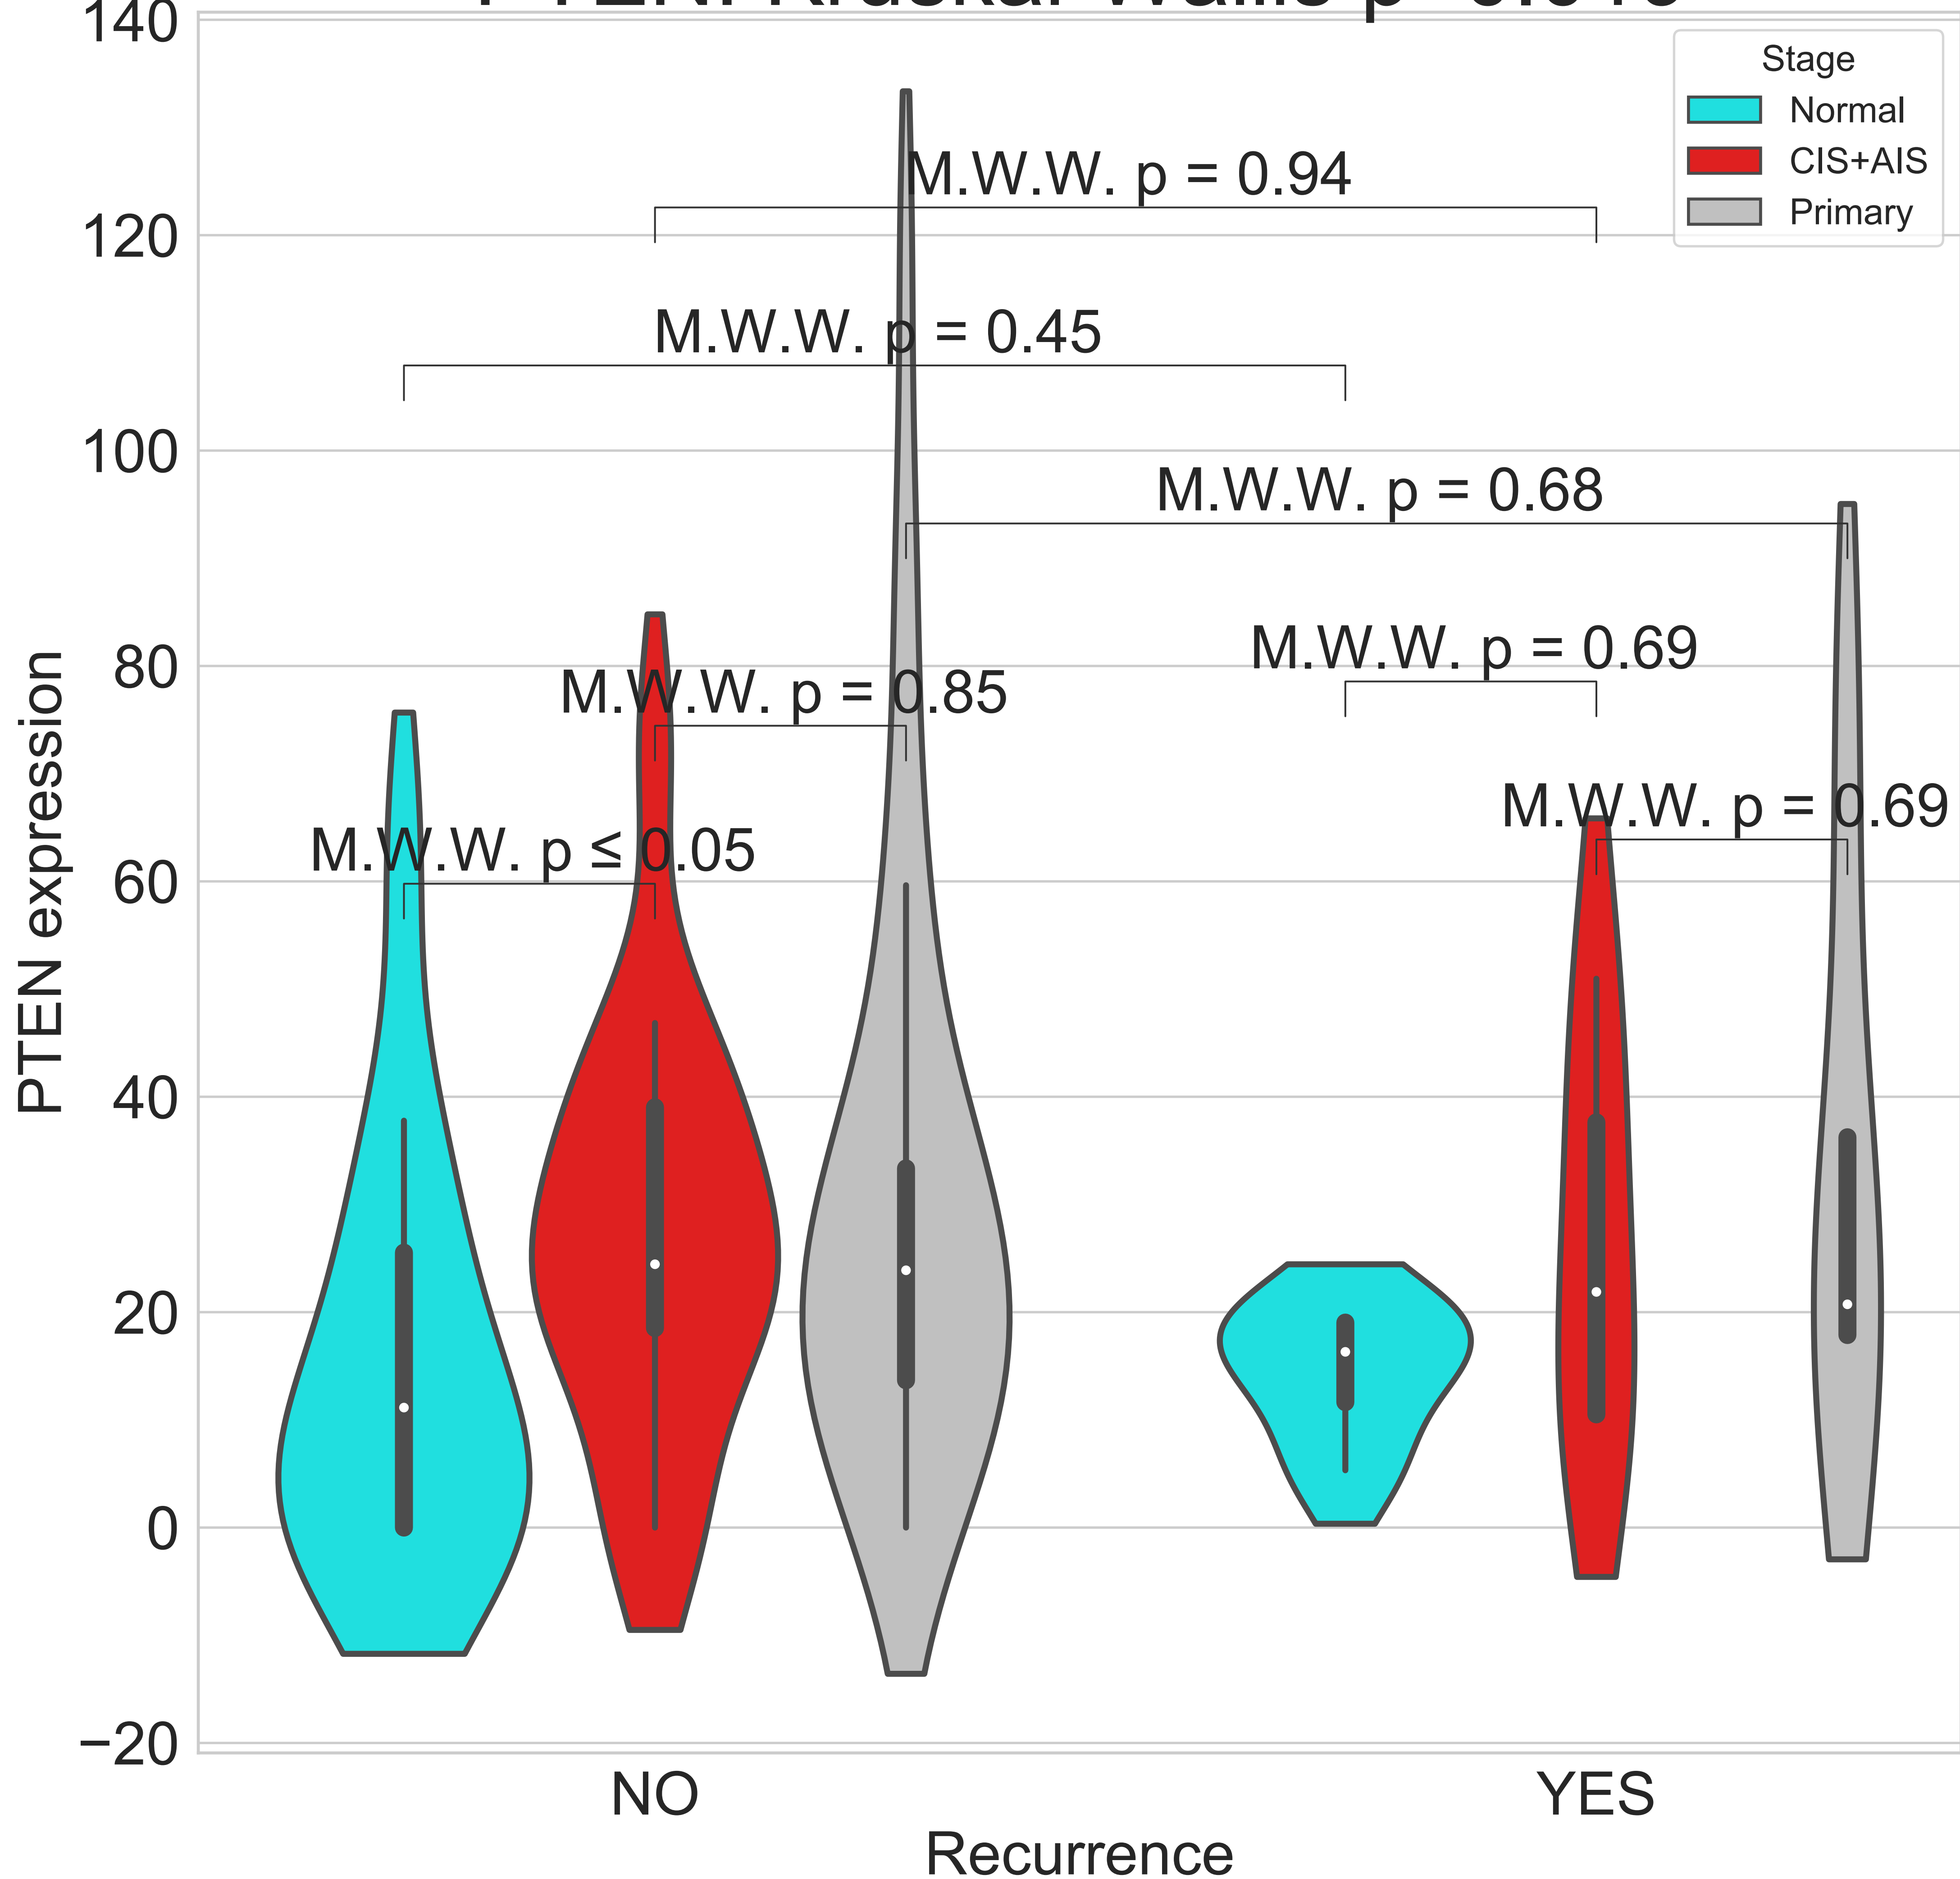 140
120
100
80
60
40
20
0
−20
PTEN expression
Stage
Normal
CIS+AIS
Primary
M.W.W. p = 0.94
M.W.W. p = 0.45
M.W.W. p = 0.68
M.W.W. p = 0.69
M.W.W. p = 0.85
M.W.W. p = 0.69
M.W.W. p ≤ 0.05
NO
YES
Recurrence